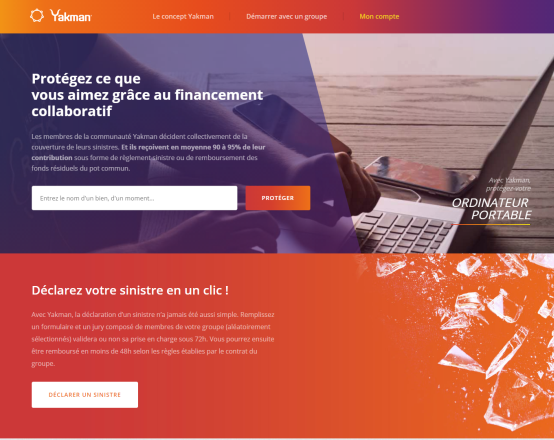 Yakman
Le concept Yakman
Démarrer avec un groupe
Mon compte
Protégez ce que
vous aimez grâce au financement
collaboratif
Les membres de la communauté Yakman décident collectivement de la
couverture de leurs sinistres. Et ils reçoivent en moyenne 90 à 95% de leur
contribution sous forme de règlement sinistre ou de remboursement des
fonds résiduels du pot commun.
Entrez le nom d'un bien, d'un moment...
PROTÉGER
Avec Yakman,
protégez votre
ORDINATEUR
PORTABLE
Déclarez votre sinistre en un clic !
Avec Yakman, la déclaration d'un sinistre n'a jamais été aussi simple. Remplissez
un formulaire et un jury composé de membres de votre groupe (aléatoirement
sélectionnés) validera ou non sa prise en charge sous 72h. Vous pourrez ensuite
être remboursé en moins de 48h selon les règles établies par le contrat du
groupe.
DÉCLARER UN SINISTRE